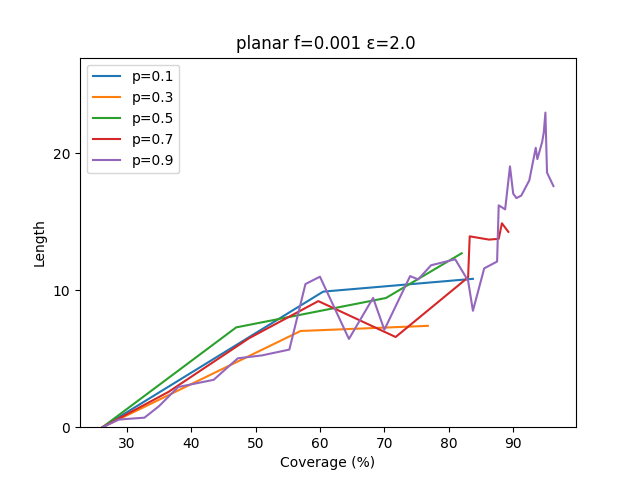 planar f=0.001 ε=2.0
p=0.1
p=0.3
p=0.5
p=0.7
p=0.9
Length
20
10
0
30 40 50 60 70 80 90
Coverage (%)